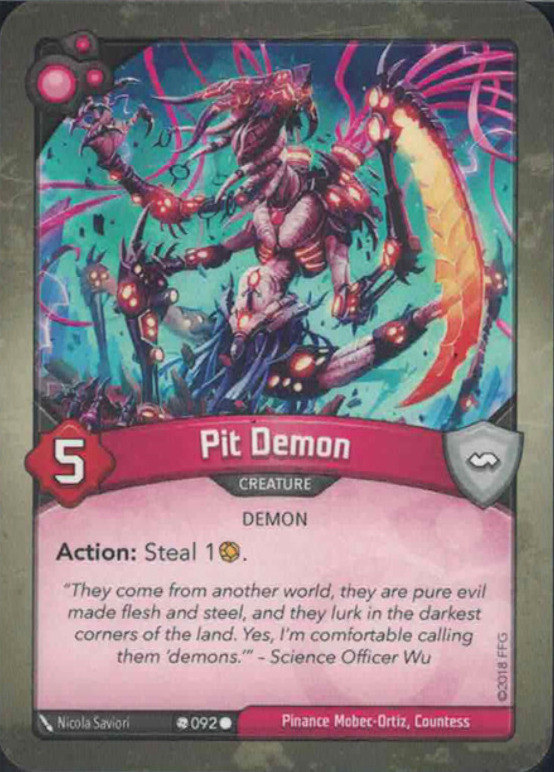 Pit Demon
5
CREATURE
DEMON
Action: Steal 1.
“They come from another world, they are pure evil
made flesh and steel, and they lurk in the darkest
corners of the land. Yes, I’m comfortable calling
them ‘demons.’” – Science Officer Wu
©2018 FFG
Nicola Saviori
092
Pinance Mobec-Ortiz, Countess